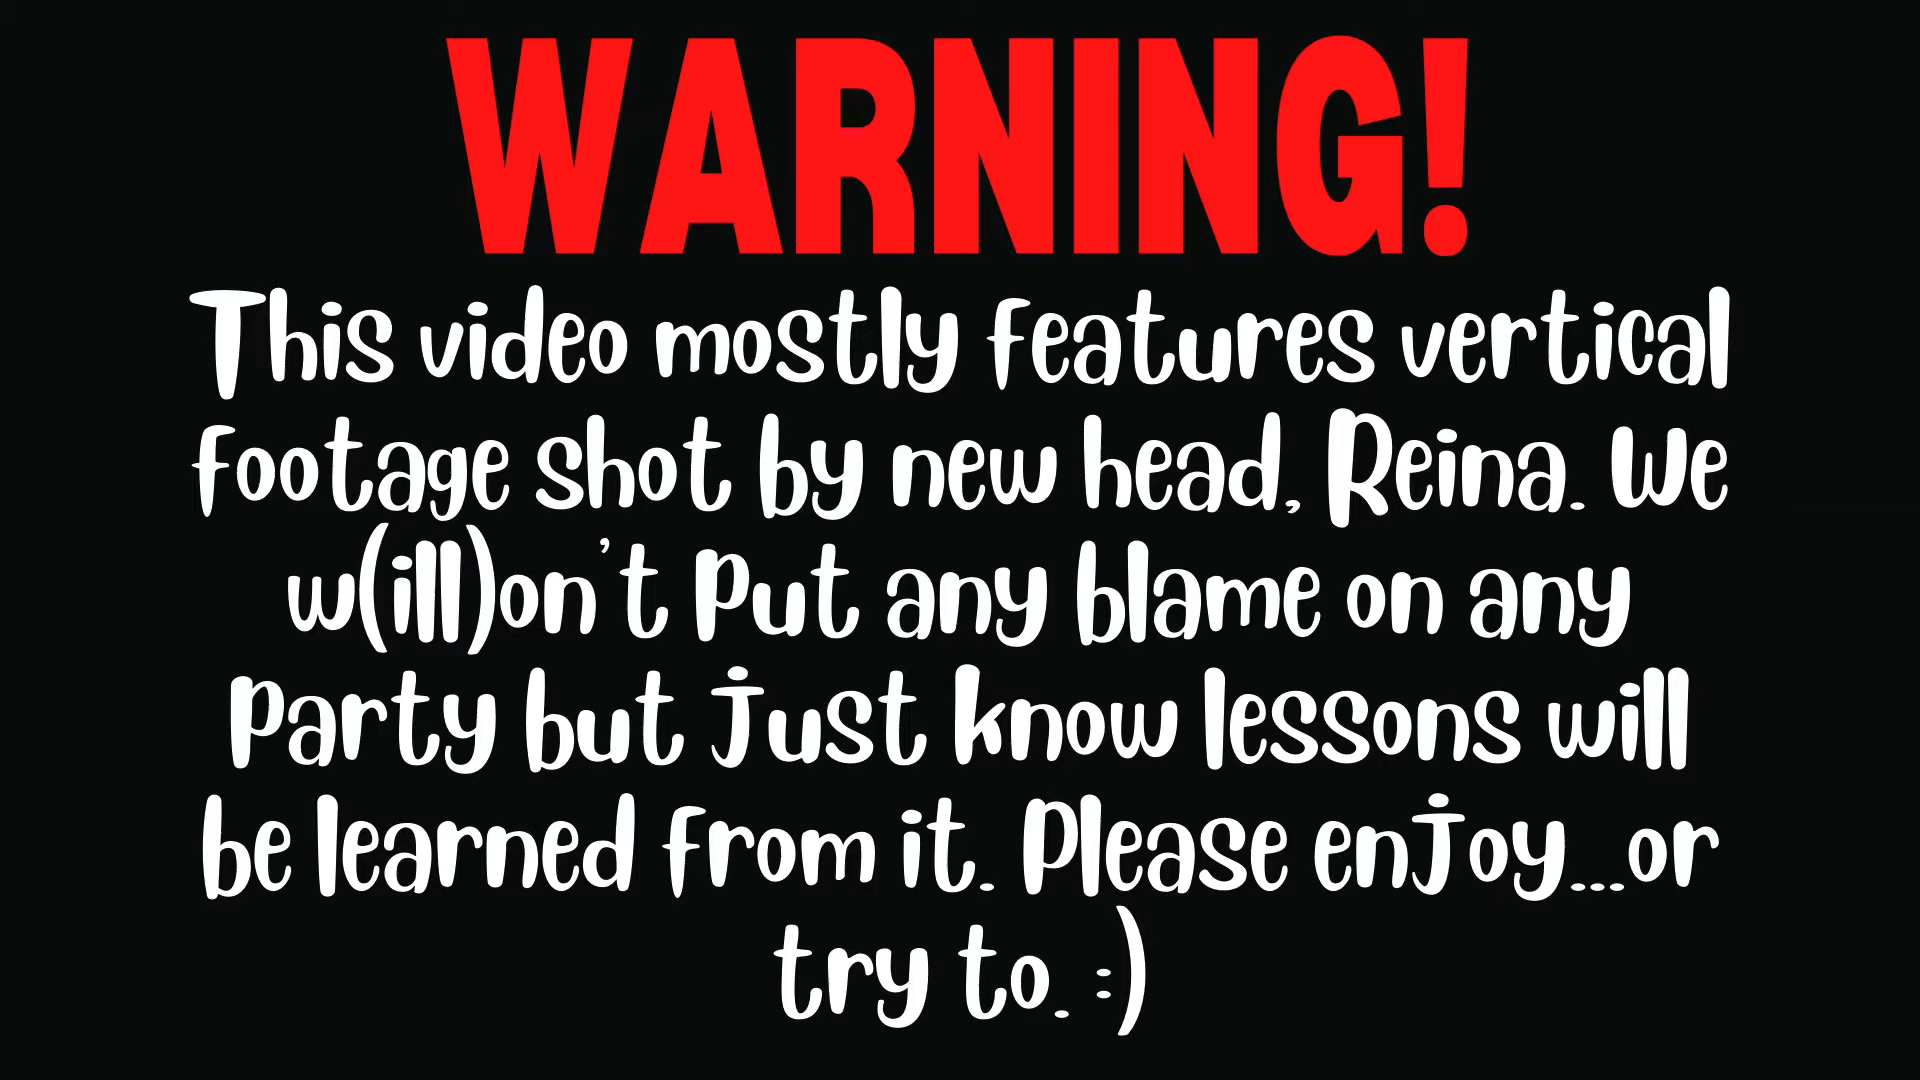 WARNING!
This video mostly features vertical
footage shot by new head, Reina. We
w(ill)on't put any blame on any
party but just know lessons will
be learned from it. Please enjoy...or
try to. :)